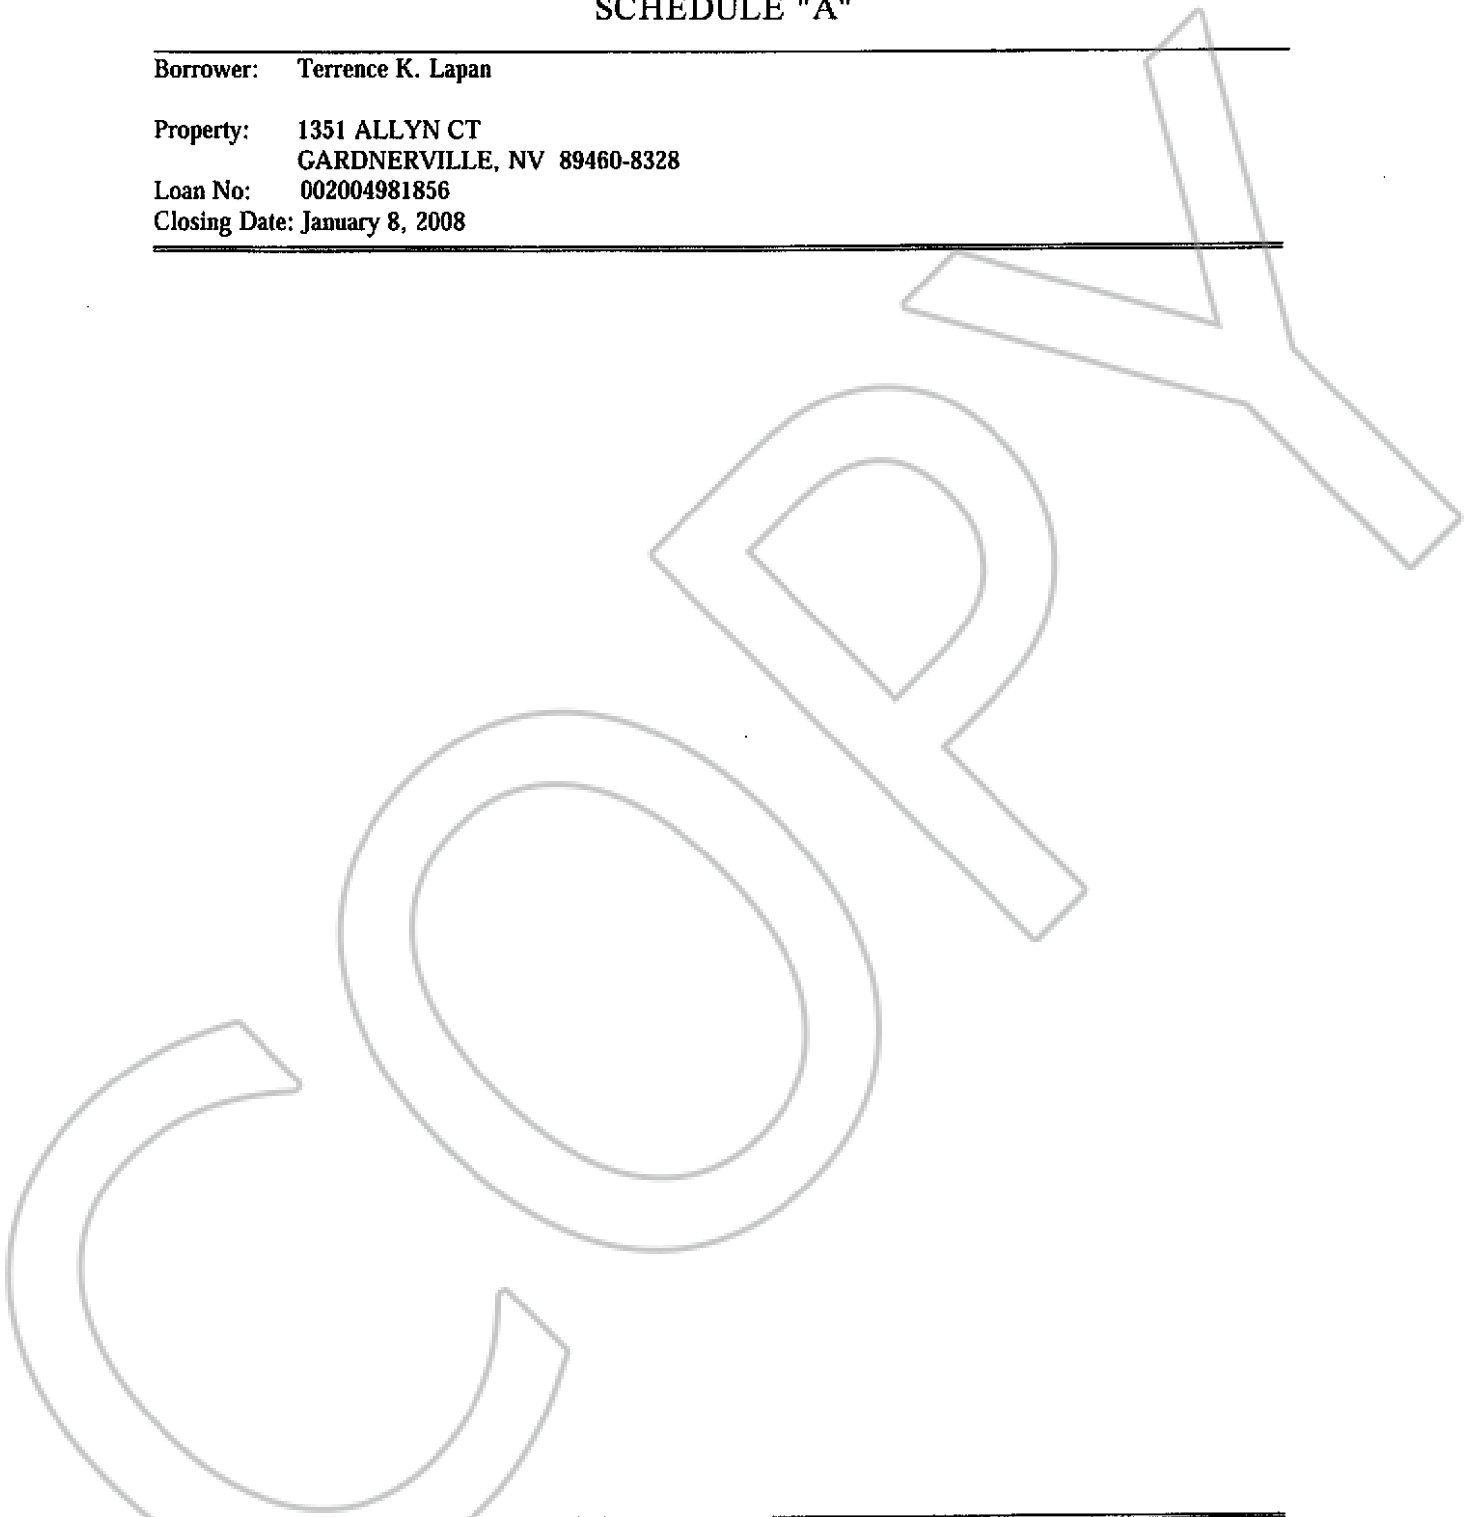 SCHEDULE "A"
Borrower: Terrence K. Lapan
Property: 1351 ALLYN CT
GARDNERVILLE, NV 89460-8328
Loan No: 002004981856
Closing Date: January 8, 2008
COPY